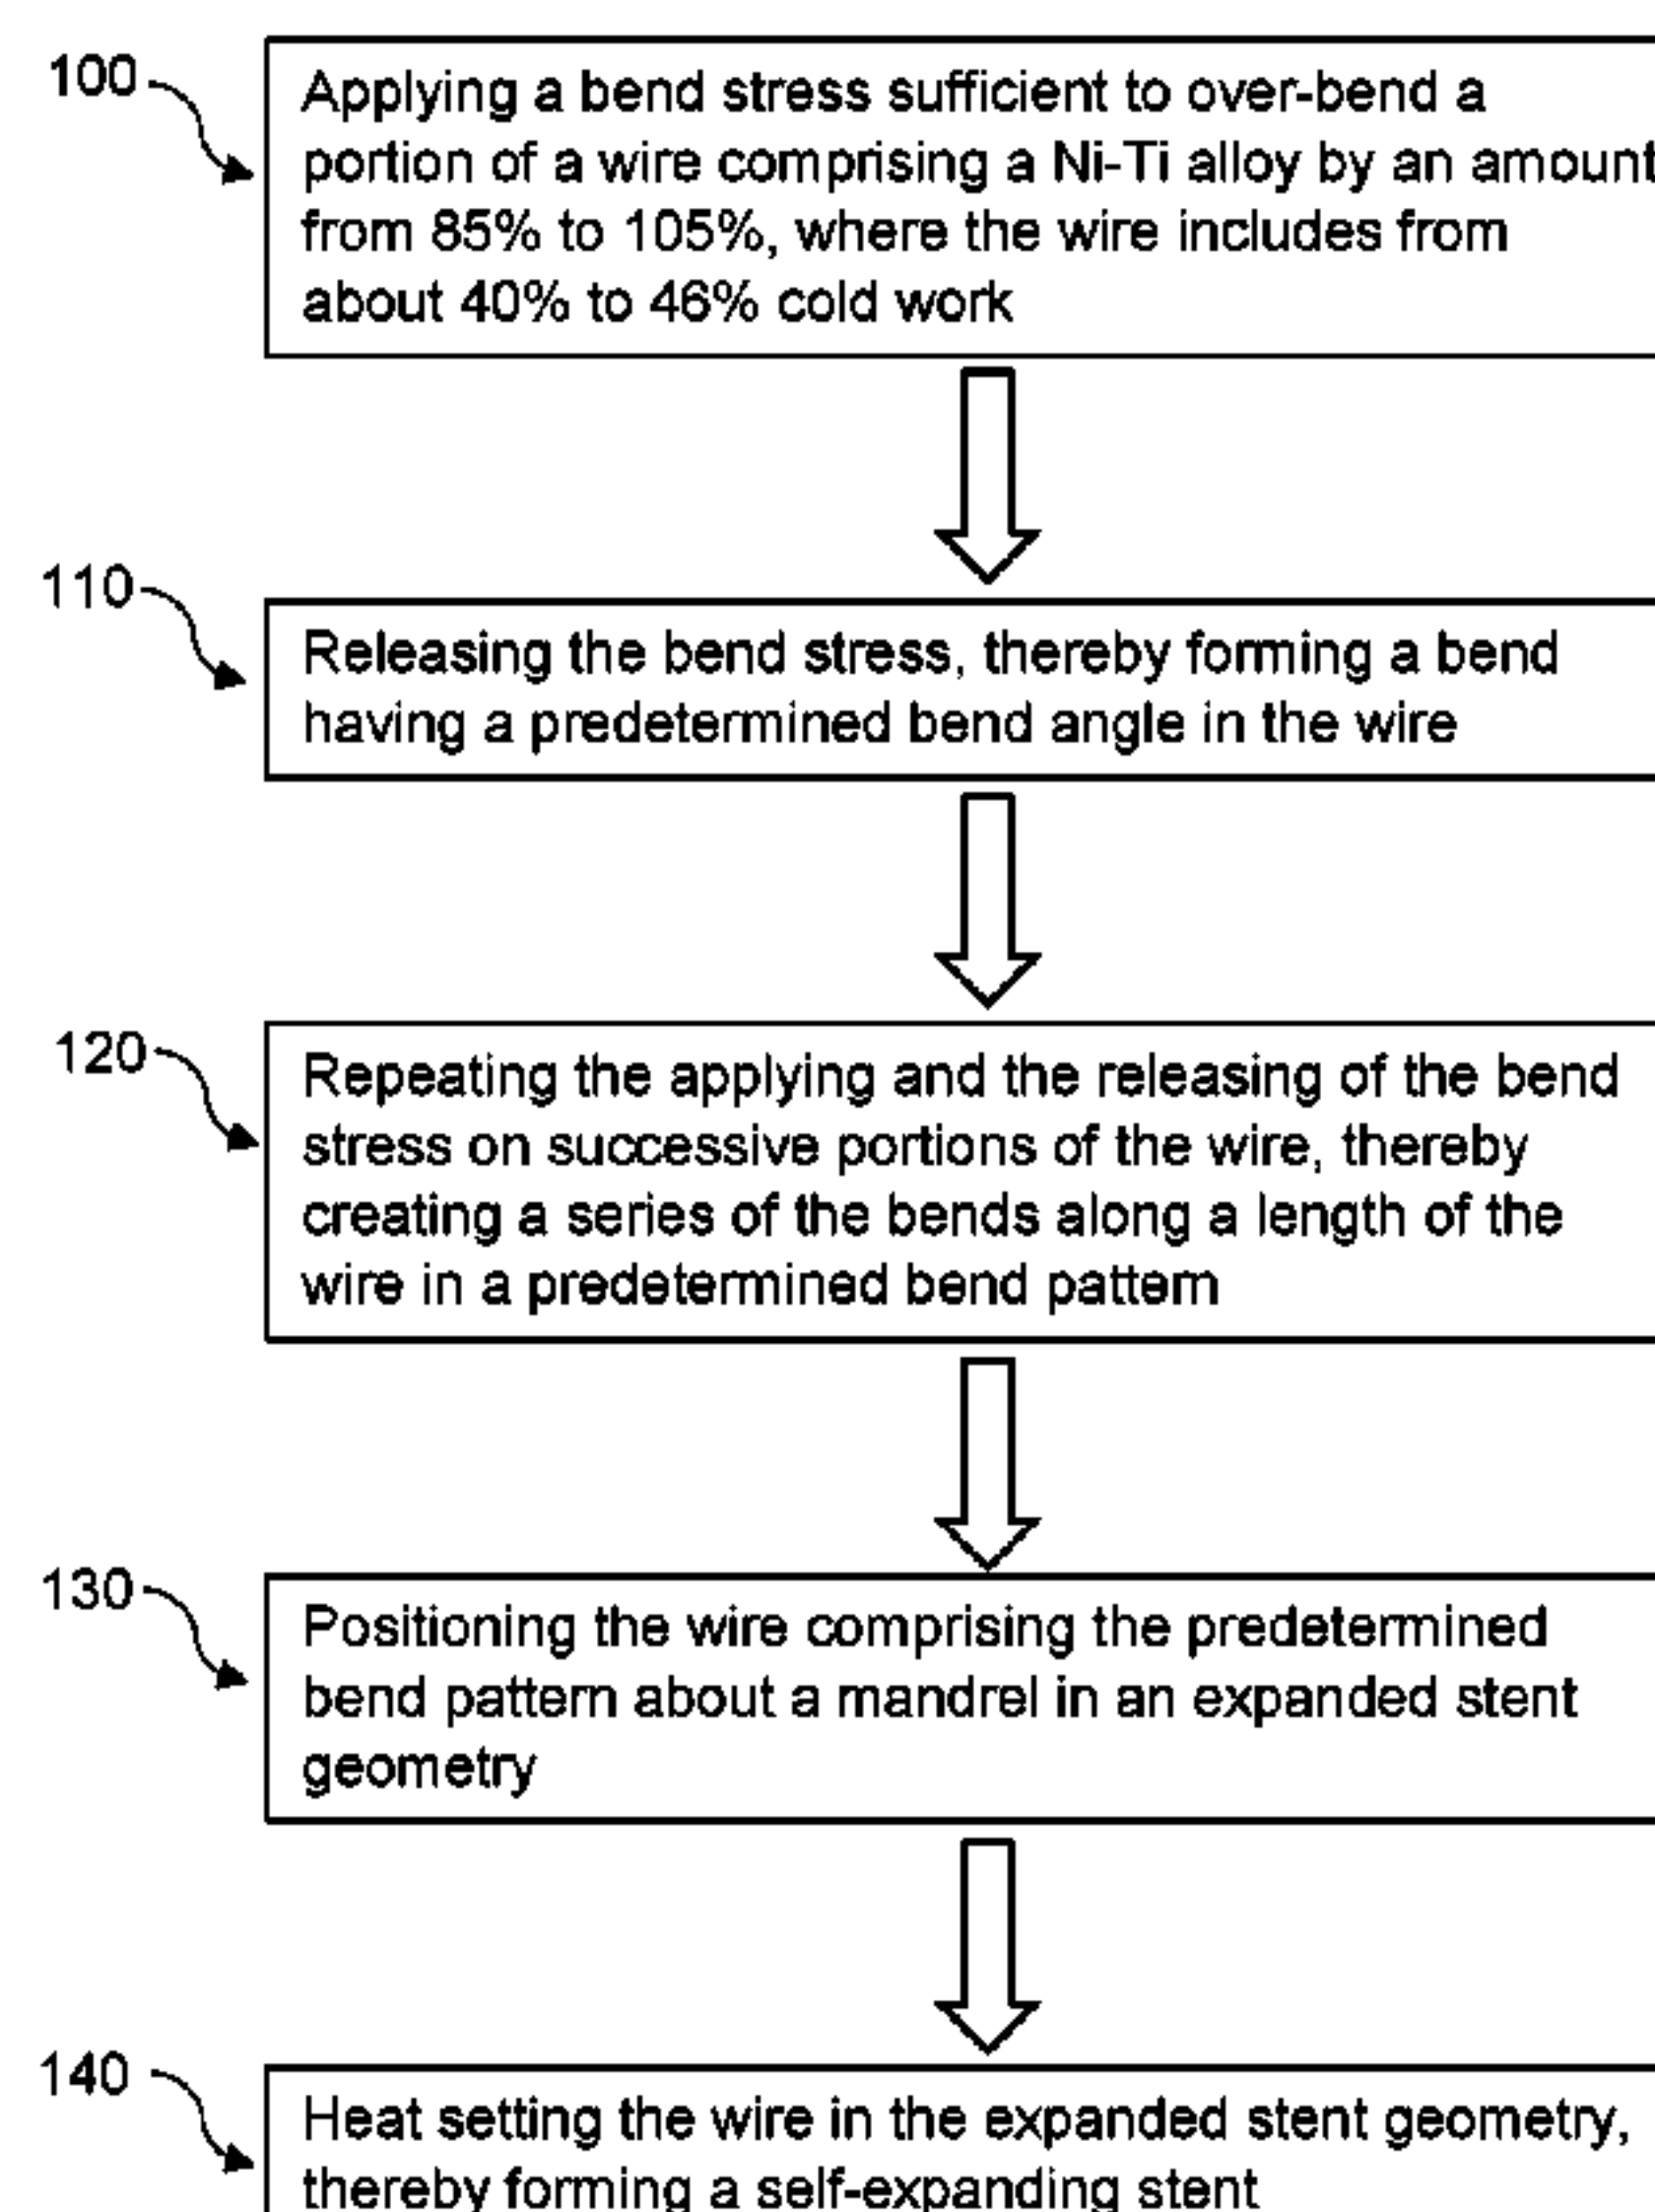 100
Applying a bend stress sufficient to over-bend a
portion of a wire comprising a Ni-Ti alloy by an amount
from 85% to 105%, where the wire includes from
about 40% to 46% cold work
110
Releasing the bend stress, thereby forming a bend
having a predetermined bend angle in the wire
120
Repeating the applying and the releasing of the bend
stress on successive portions of the wire, thereby
creating a series of the bends along a length of the
wire in a predetermined bend pattern
130
Positioning the wire comprising the predetermined
bend pattern about a mandrel in an expanded stent
geometry
140
Heat setting the wire in the expanded stent geometry,
thereby forming a self-expanding stent